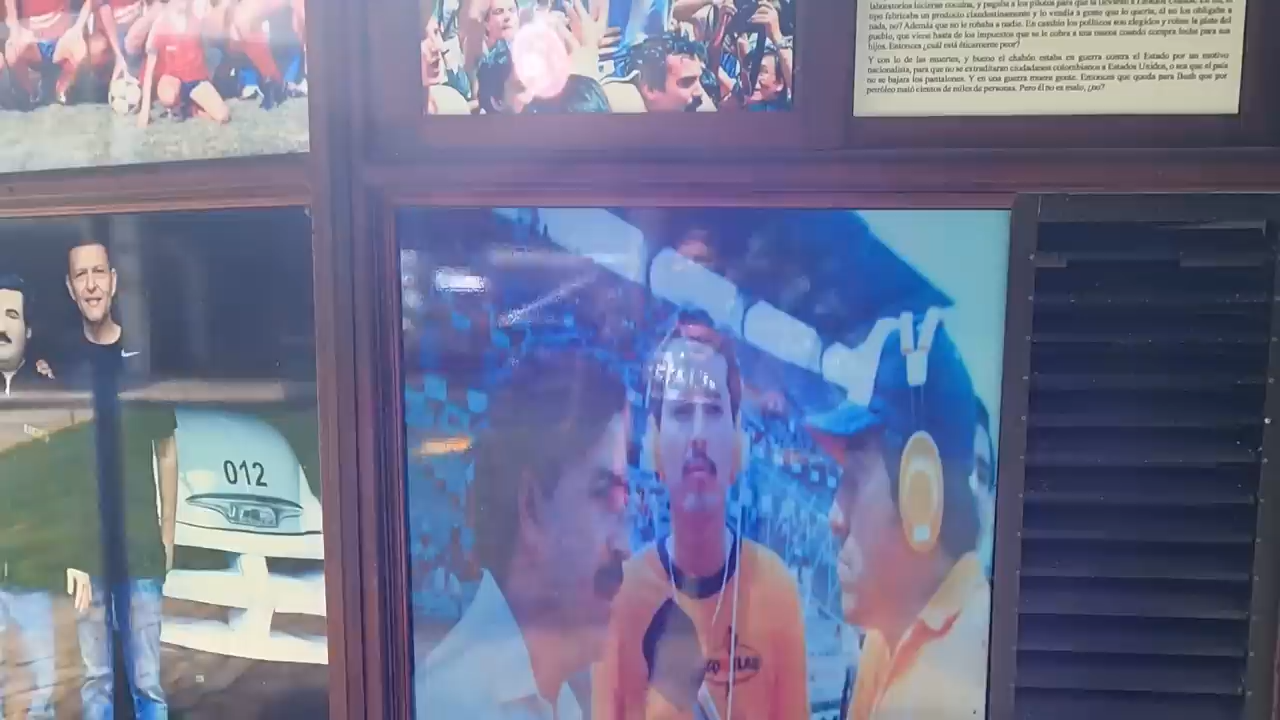 laboratorios hicieran cocaína, y pagaba a los pilotos para que la llevaran a Estados Unidos.
tipo fabricaba un producto clandestinamente y lo vendía a gente que lo quería, él no los obligaba a
nada, no? Además que no le robaba a nadie. En cambio los políticos son elegidos y roban la plata del
pueblo, que viene hasta de los impuestos que se le cobra a una mamá cuando compra leche para sus
hijos. Entonces ¿cuál está éticamente peor?
Y con lo de las muertes, y bueno el chabón estaba en guerra contra el Estado por un motivo
nacionalista, para que no se extraditaran ciudadanos colombianos a Estados Unidos, o sea que el país
no se bajara los pantalones. Y en una guerra muere gente. Entonces que queda para Bush que por
petróleo mató cientos de miles de personas. Pero él no es malo, ¿no?
012